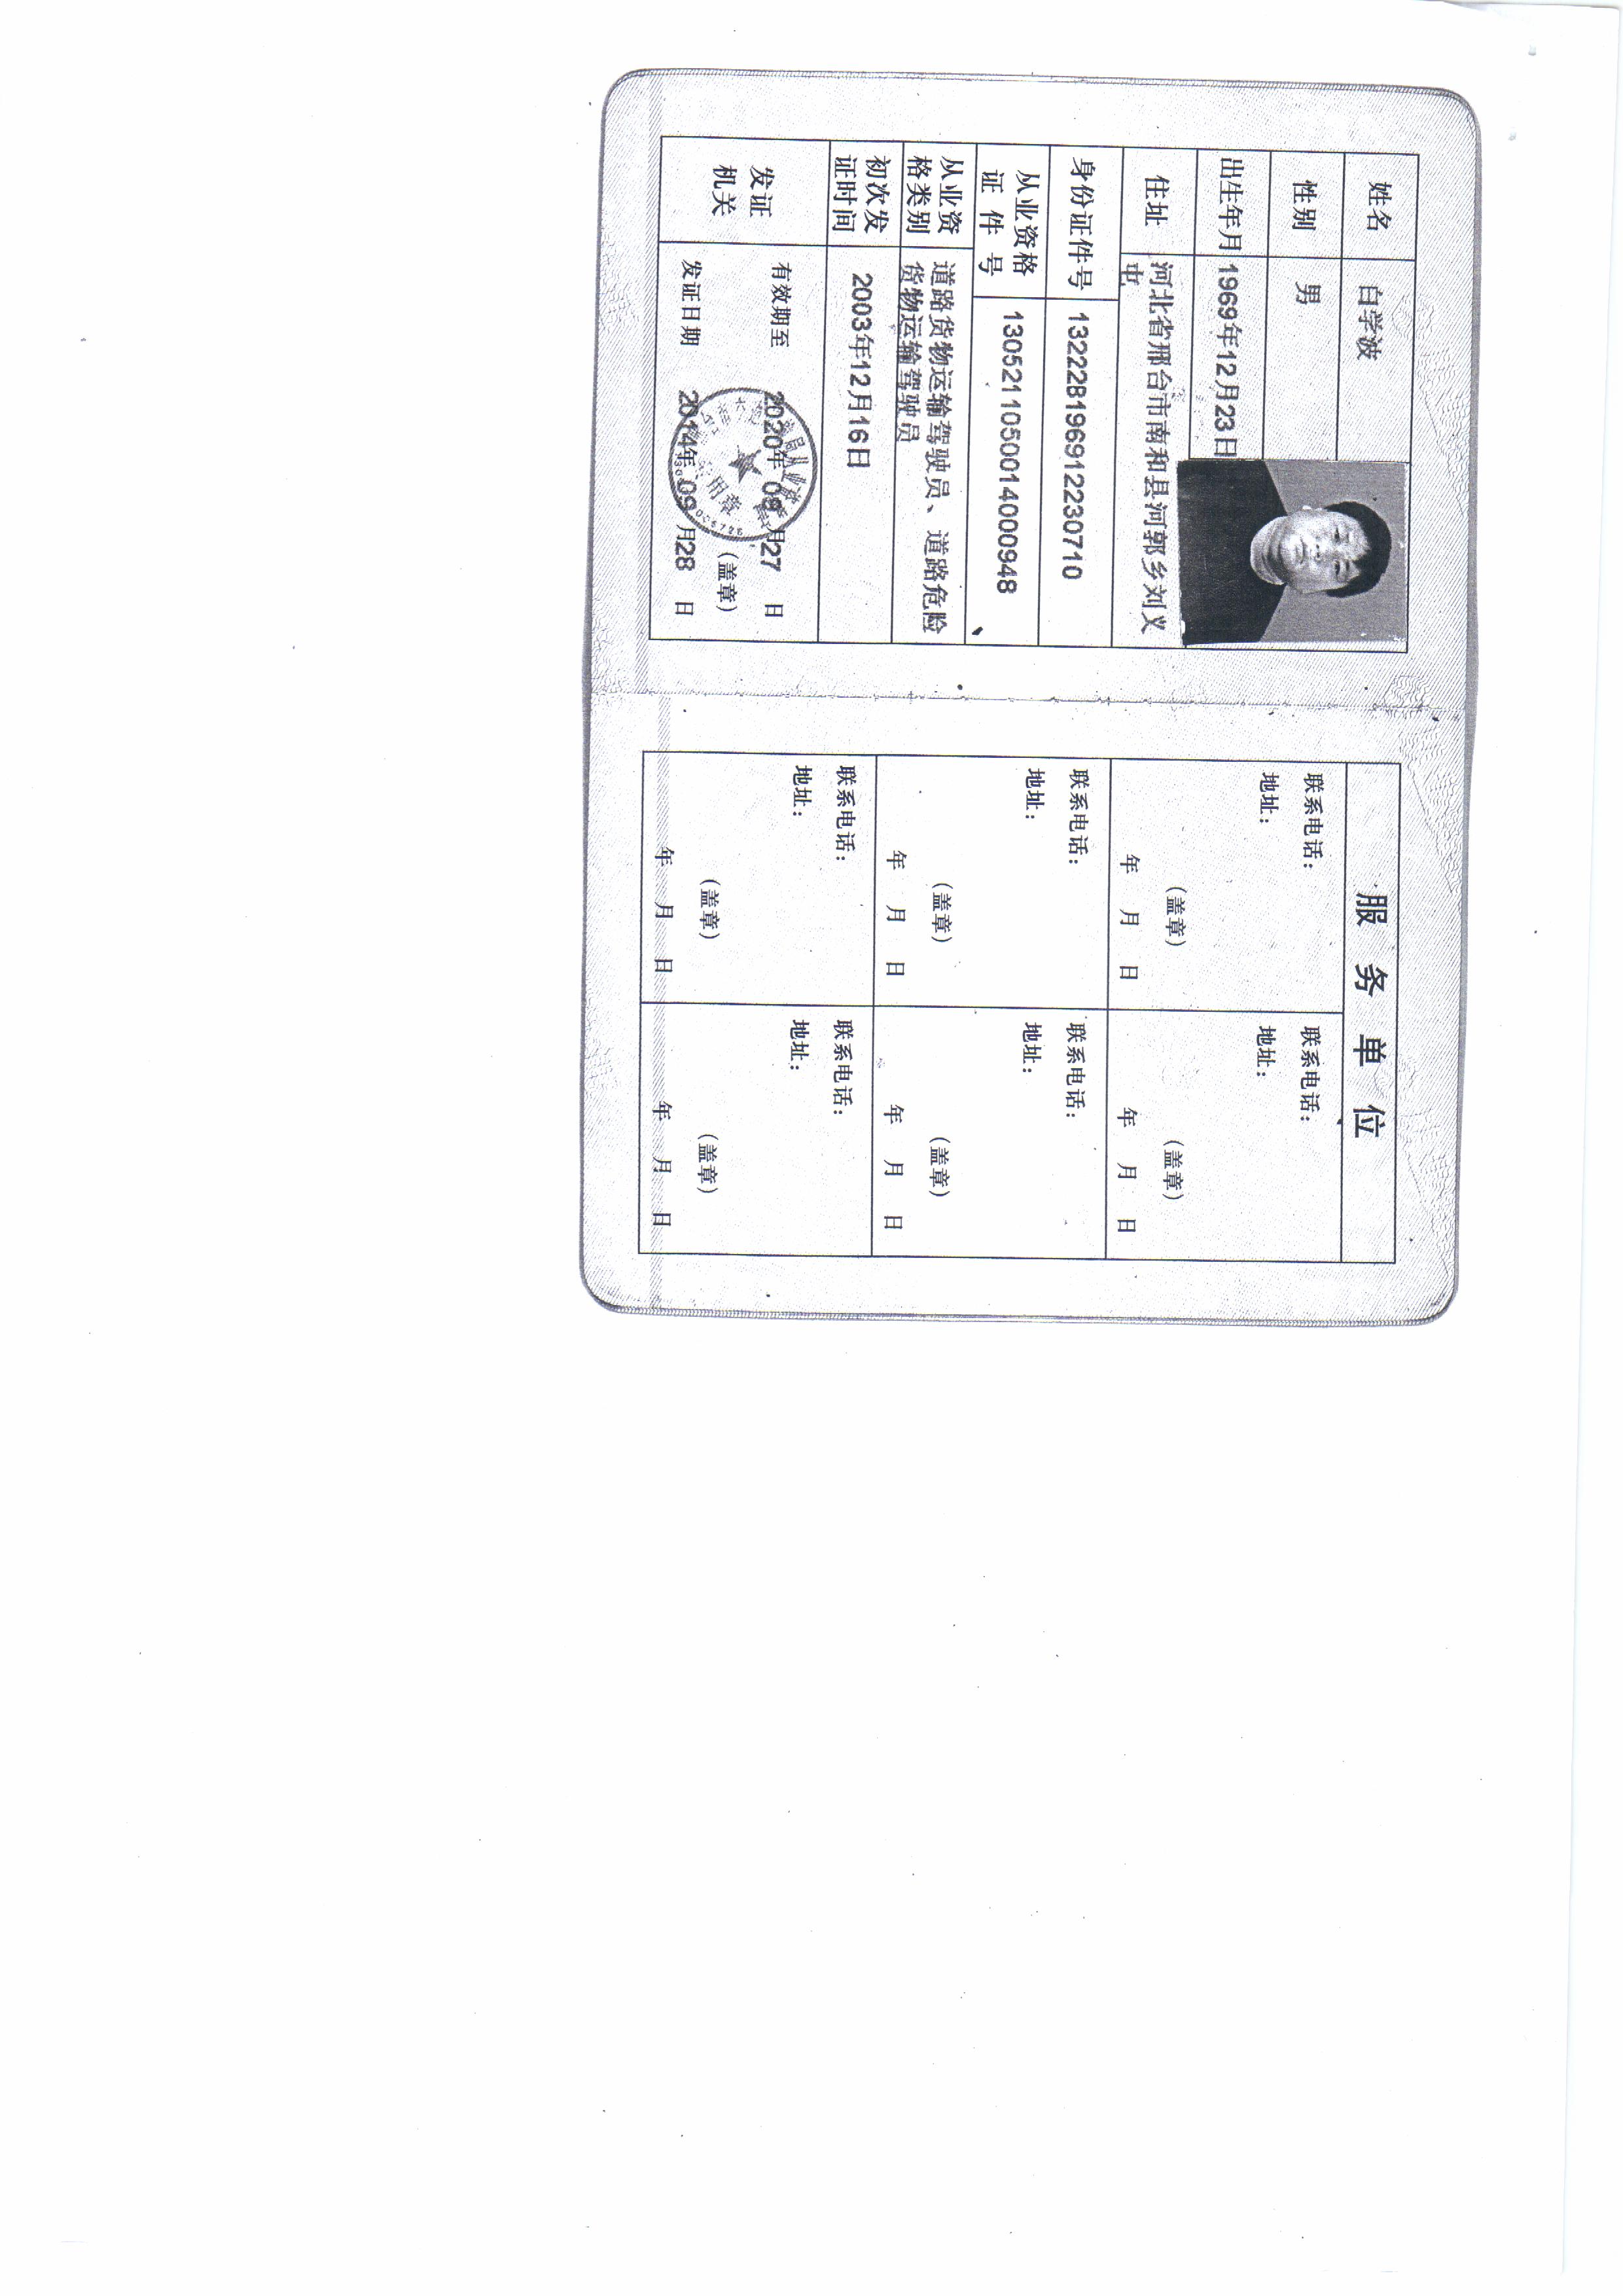 姓名 白学波
性别 男
出生年月 1969年12月23日
住址 河北省邢台市南和县河郭乡刘义
屯
身份证件号 132228196912230710
从业资格
证件号
1305211050014000948
从业资
格类别
道路货物运输驾驶员、道路危险
货物运输驾驶员
初次发
证时间
2003年12月16日
发证
机关
有效期至 2020年 08月27 日
(盖章)
发证日期 2014年 09月28 日
用章
服务单位
联系电话:
地址:
(盖章)
年 月 日
联系电话:
地址:
(盖章)
年 月 日
联系电话:
地址:
(盖章)
年 月 日
联系电话:
地址:
(盖章)
年 月 日
联系电话:
地址:
(盖章)
年 月 日
联系电话:
地址:
(盖章)
年 月 日